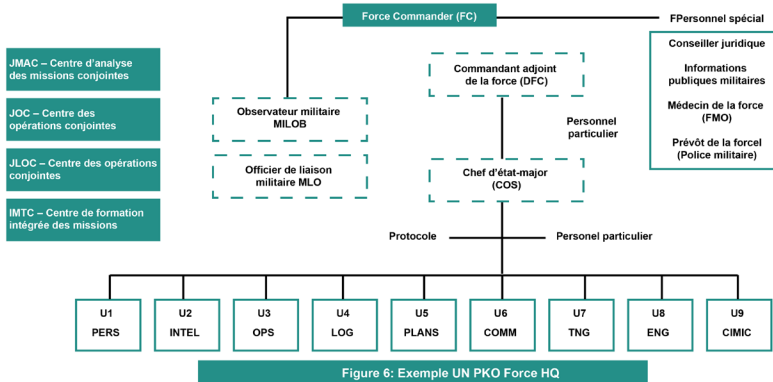 Force Commander (FC)
FPersonnel spécial
JMAC – Centre d'analyse
des missions conjointes
JOC – Centre des
opérations conjointes
JLOC – Centre des opérations
conjointes
IMTC – Centre de formation
intégrée des missions
Observateur militaire
MILOB
Officier de liaison
militaire MLO
Commandant adjoint
de la force (DFC)
Personnel
particulier
Chef d'état-major
(COS)
Conseiller juridique
Informations
publiques militaires
Médecin de la force
(FMO)
Prévôt de la forcel
(Police militaire)
Protocole
Personel particulier
U1
PERS
U2
INTEL
U3
OPS
U4
LOG
U5
PLANS
U6
COMM
U7
TNG
U8
ENG
U9
CIMIC
Figure 6: Exemple UN PKO Force HQ